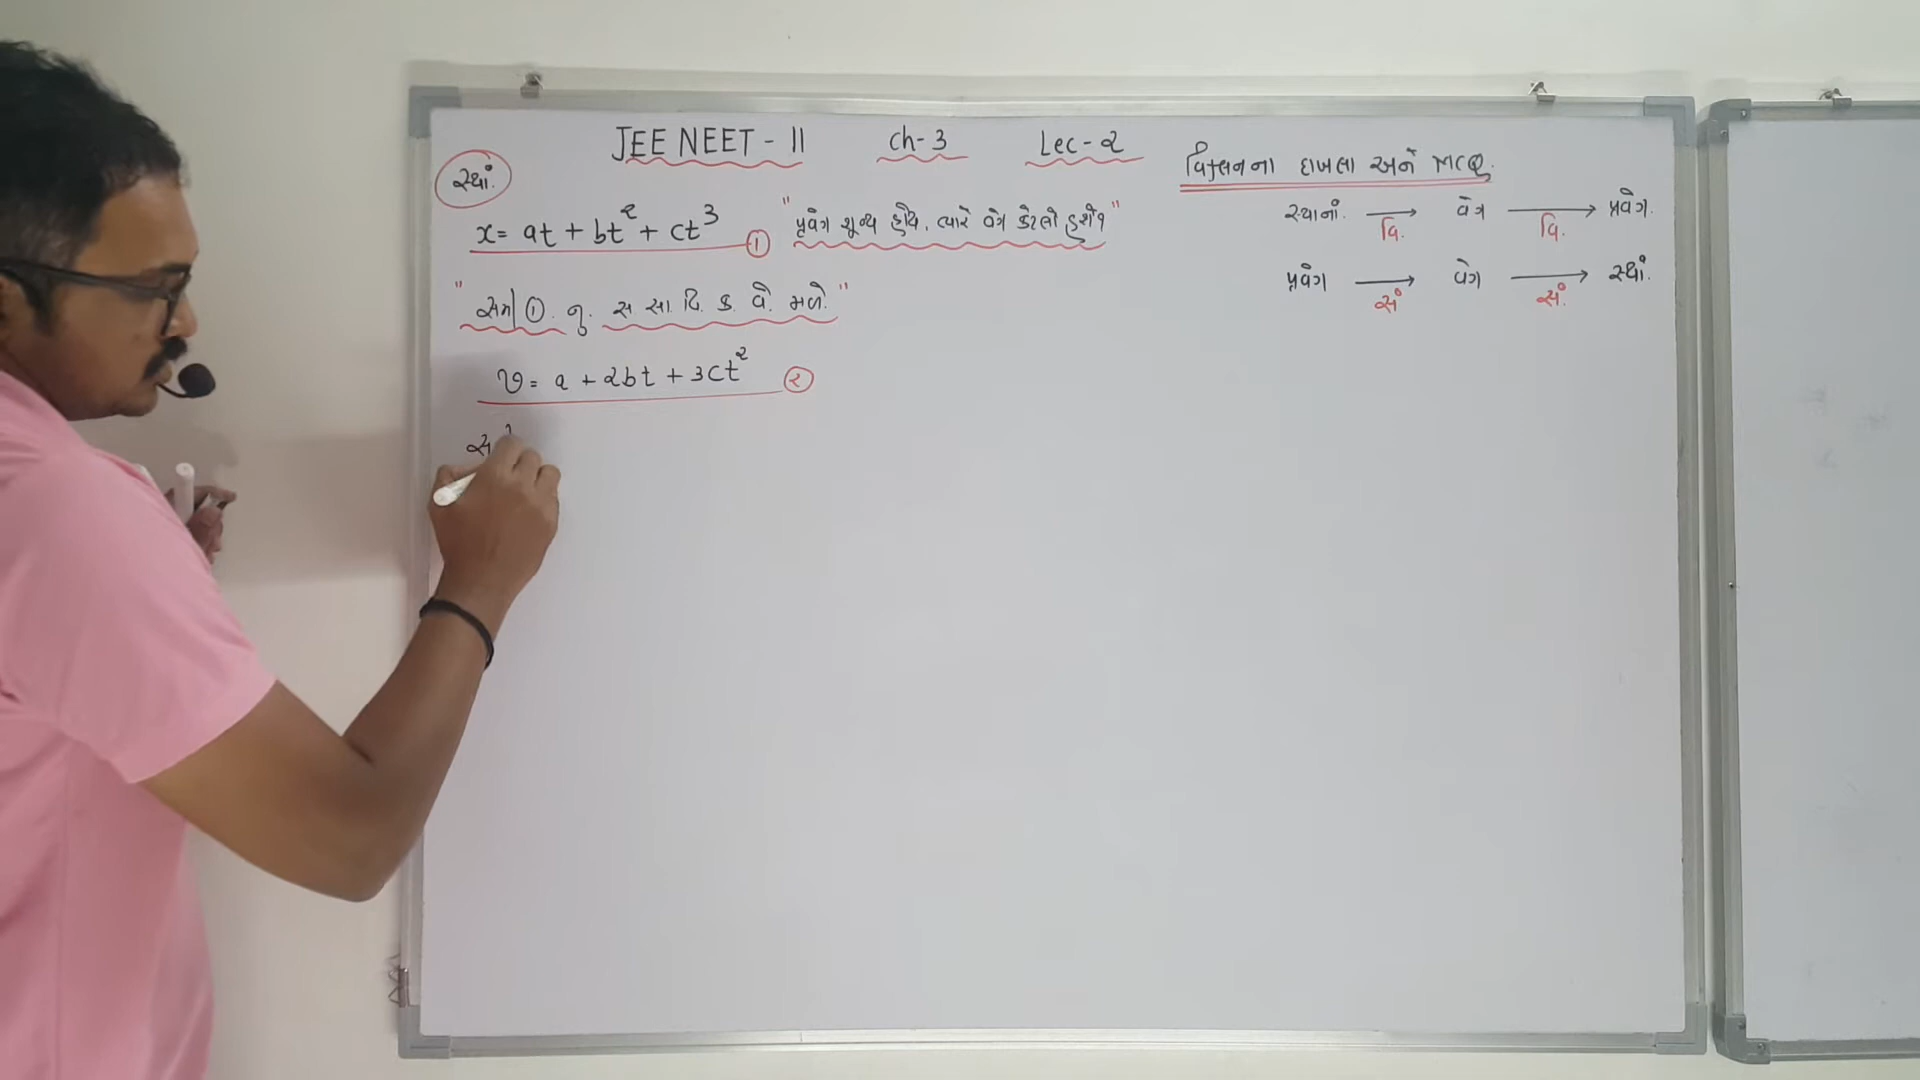 JEE NEET - 11 Ch-3 Lec-2
સ્થાં.
x = at + bt² + ct³ ①
"પ્રવેગ શૂન્ય હોય, ત્યારે વેગ કેટલો હશે?"
"સમી ① નુ સ સા. વિ. ક. વે. મળે."
v = a + 2bt + 3ct² ②
સ
વિકલનના દાખલા અને MCQ.
સ્થાનાં. → વેગ → પ્રવેગ.
વિ. વિ.
પ્રવેગ → વેગ → સ્થાં.
સં સં.